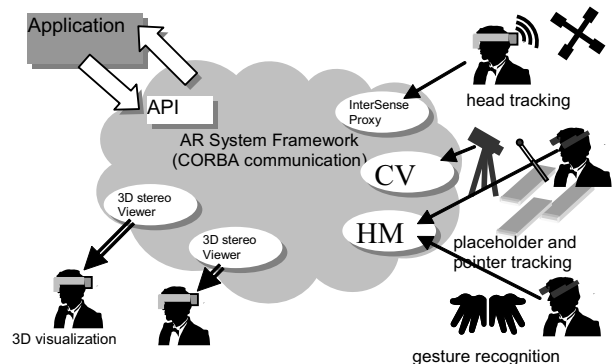 Application
API
InterSense
Proxy
head tracking
AR System Framework
(CORBA communication)
CV
3D stereo
Viewer
HM
3D stereo
Viewer
placeholder and
pointer tracking
3D visualization
gesture recognition